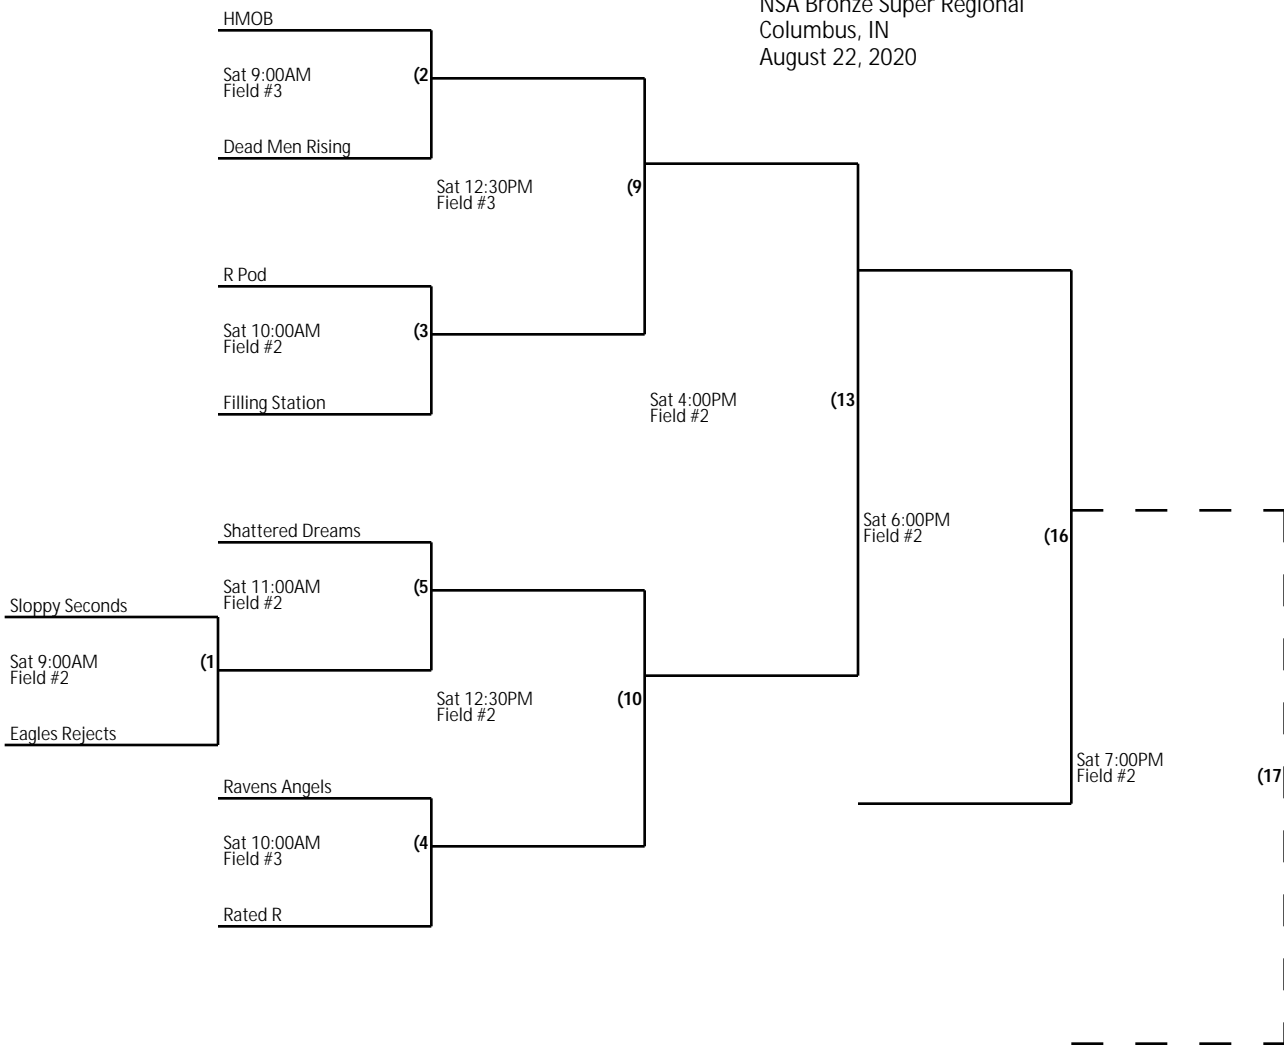 NSA Bronze Super Regional
Columbus, IN
August 22, 2020
HMOB
Sat 9:00AM
Field #3
(2
Dead Men Rising
Sat 12:30PM
Field #3
(9
R Pod
Sat 10:00AM
Field #2
(3
Filling Station
Sat 4:00PM
Field #2
(13
Shattered Dreams
Sat 11:00AM
Field #2
(5
Sloppy Seconds
Sat 9:00AM
Field #2
(1
Eagles Rejects
Sat 12:30PM
Field #2
(10
Sat 6:00PM
Field #2
(16
Ravens Angels
Sat 10:00AM
Field #3
(4
Rated R
Sat 7:00PM
Field #2
(17